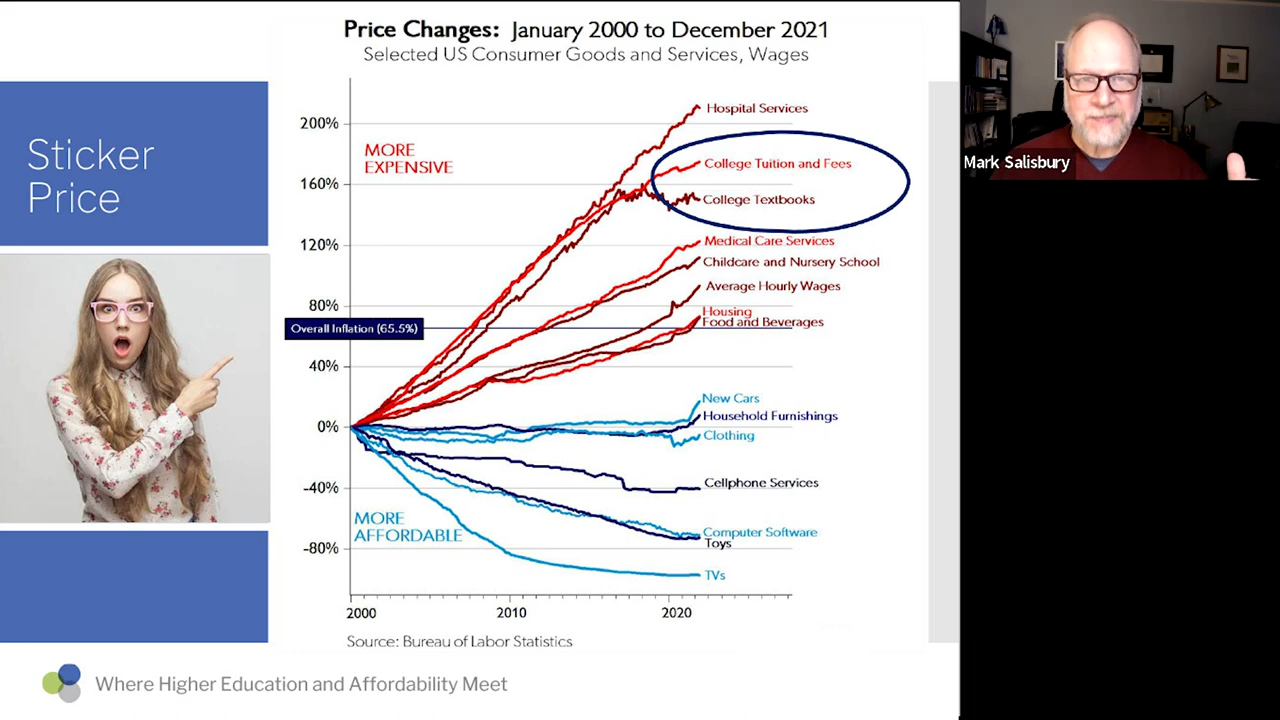 Price Changes: January 2000 to December 2021
Selected US Consumer Goods and Services, Wages
Sticker
Price
200%
160%
120%
80%
40%
0%
-40%
-80%
MORE
EXPENSIVE
Overall Inflation (65.5%)
MORE
AFFORDABLE
Hospital Services
College Tuition and Fees
College Textbooks
Medical Care Services
Childcare and Nursery School
Average Hourly Wages
Housing
Food and Beverages
New Cars
Household Furnishings
Clothing
Cellphone Services
Computer Software
Toys
TVs
2000 2010 2020
Source: Bureau of Labor Statistics
Where Higher Education and Affordability Meet
Mark Salisbury